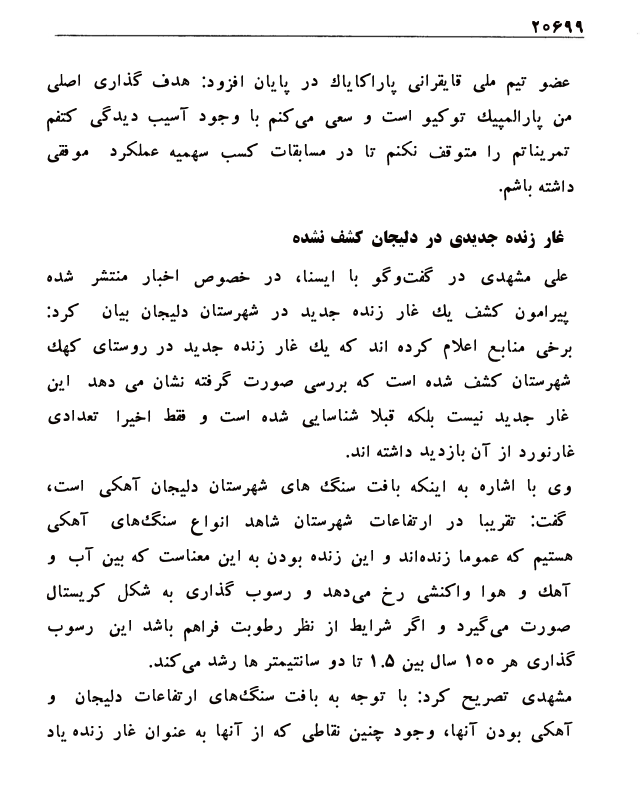 ۲۰۶۹۹
عضو تیم ملی قایقرانی پاراکایاك در پایان افزود: هدف گذاری اصلی
من پارالمپیك توکیو است و سعی می‌کنم با وجود آسیب دیدگی کتفم
تمریناتم را متوقف نکنم تا در مسابقات کسب سهمیه عملکرد موفقی
داشته باشم.
غار زنده جدیدی در دلیجان کشف نشده
علی مشهدی در گفت‌وگو با ایسنا، در خصوص اخبار منتشر شده
پیرامون کشف یك غار زنده جدید در شهرستان دلیجان بیان کرد:
برخی منابع اعلام کرده اند که یك غار زنده جدید در روستای کهك
شهرستان کشف شده است که بررسی صورت گرفته نشان می دهد این
غار جدید نیست بلکه قبلا شناسایی شده است و فقط اخیرا تعدادی
غارنورد از آن بازدید داشته اند.
وی با اشاره به اینکه بافت سنگ های شهرستان دلیجان آهکی است،
گفت: تقریبا در ارتفاعات شهرستان شاهد انواع سنگ‌های آهکی
هستیم که عموما زنده‌اند و این زنده بودن به این معناست که بین آب و
آهك و هوا واکنشی رخ می‌دهد و رسوب گذاری به شکل کریستال
صورت می‌گیرد و اگر شرایط از نظر رطوبت فراهم باشد این رسوب
گذاری هر ۱۰۰ سال بین ۱.۵ تا دو سانتیمتر ها رشد می‌کند.
مشهدی تصریح کرد: با توجه به بافت سنگ‌های ارتفاعات دلیجان و
آهکی بودن آنها، وجود چنین نقاطی که از آنها به عنوان غار زنده یاد